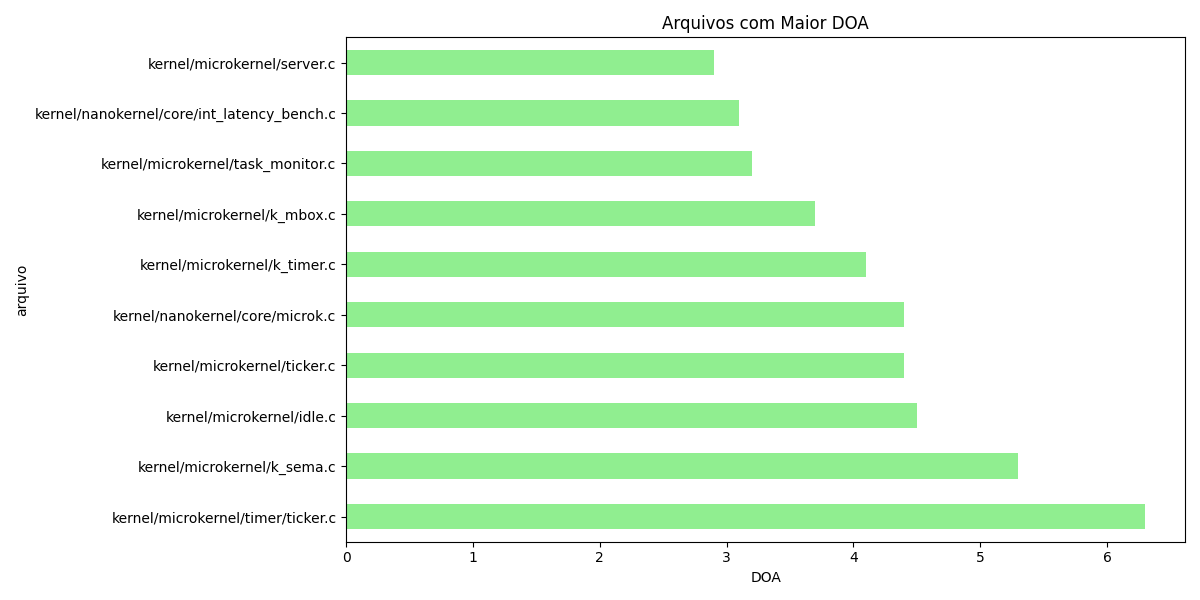 Arquivos com Maior DOA
arquivo
kernel/microkernel/server.c
kernel/nanokernel/core/int_latency_bench.c
kernel/microkernel/task_monitor.c
kernel/microkernel/k_mbox.c
kernel/microkernel/k_timer.c
kernel/nanokernel/core/microk.c
kernel/microkernel/ticker.c
kernel/microkernel/idle.c
kernel/microkernel/k_sema.c
kernel/microkernel/timer/ticker.c
0 1 2 3 4 5 6
DOA